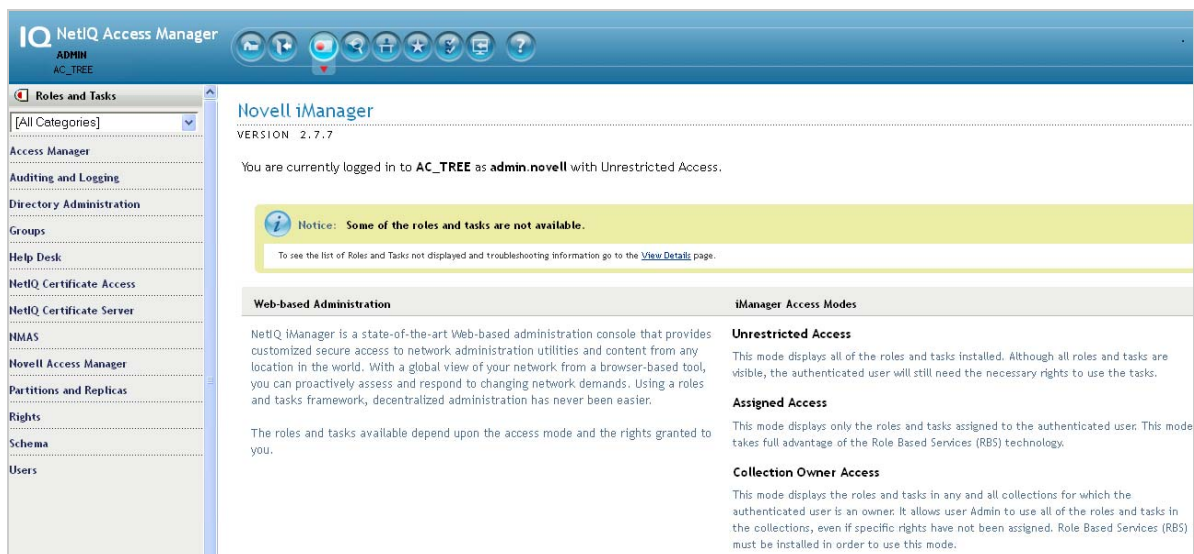 NetIQ Access Manager
ADMIN
AC_TREE
Roles and Tasks
[All Categories]
Access Manager
Auditing and Logging
Directory Administration
Groups
Help Desk
NetIQ Certificate Access
NetIQ Certificate Server
NMAS
Novell Access Manager
Partitions and Replicas
Rights
Schema
Users
Novell iManager
VERSION 2.7.7
You are currently logged in to AC_TREE as admin.novell with Unrestricted Access.
Notice: Some of the roles and tasks are not available.
To see the list of Roles and Tasks not displayed and troubleshooting information go to the View Details page.
Web-based Administration
NetIQ iManager is a state-of-the-art Web-based administration console that provides
customized secure access to network administration utilities and content from any
location in the world. With a global view of your network from a browser-based tool,
you can proactively assess and respond to changing network demands. Using a roles
and tasks framework, decentralized administration has never been easier.
The roles and tasks available depend upon the access mode and the rights granted to
you.
iManager Access Modes
Unrestricted Access
This mode displays all of the roles and tasks installed. Although all roles and tasks are
visible, the authenticated user will still need the necessary rights to use the tasks.
Assigned Access
This mode displays only the roles and tasks assigned to the authenticated user. This mode
takes full advantage of the Role Based Services (RBS) technology.
Collection Owner Access
This mode displays the roles and tasks in any and all collections for which the
authenticated user is an owner. It allows user Admin to use all of the roles and tasks in
the collections, even if specific rights have not been assigned. Role Based Services (RBS)
must be installed in order to use this mode.